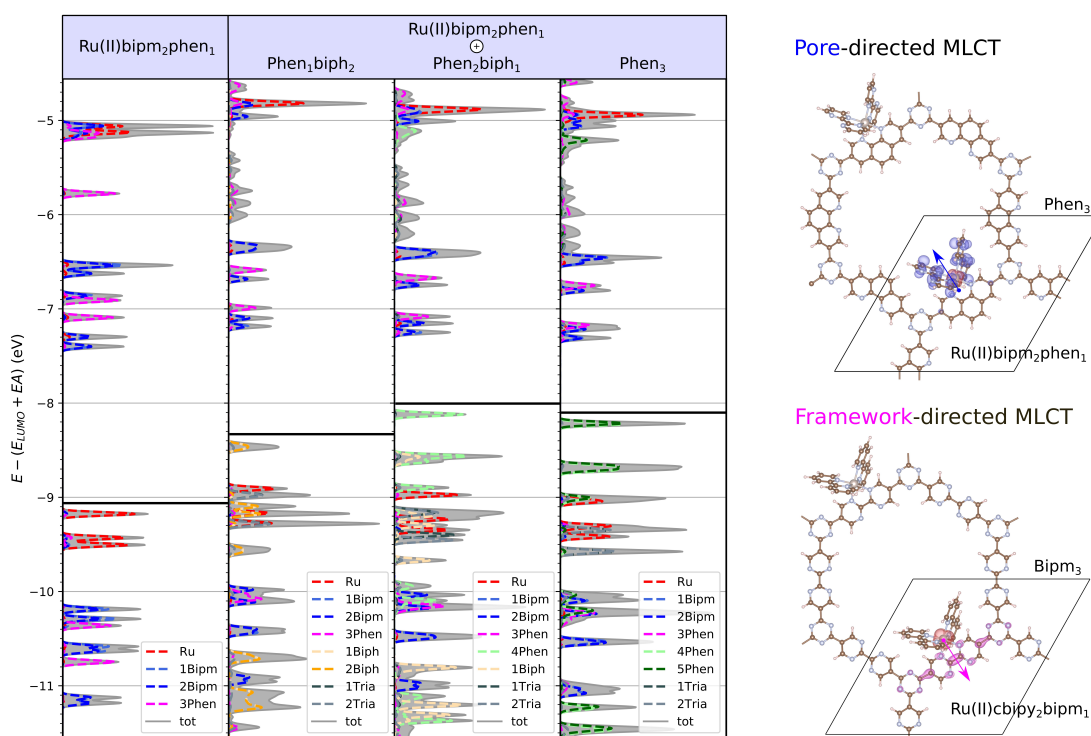 Ru(II)bipm₂phen₁
Ru(II)bipm₂phen₁
⊕
Phen₁biph₂
Phen₂biph₁
Phen₃
E − (E_LUMO + EA) (eV)
−5
−6
−7
−8
−9
−10
−11
Ru
1Bipm
2Bipm
3Phen
tot
Ru
1Bipm
2Bipm
3Phen
1Biph
2Biph
1Tria
2Tria
tot
Ru
1Bipm
2Bipm
3Phen
4Phen
1Biph
1Tria
2Tria
tot
Ru
1Bipm
2Bipm
3Phen
4Phen
5Phen
1Tria
2Tria
tot
Pore-directed MLCT
Phen₃
Ru(II)bipm₂phen₁
Framework-directed MLCT
Bipm₃
Ru(II)cbipy₂bipm₁